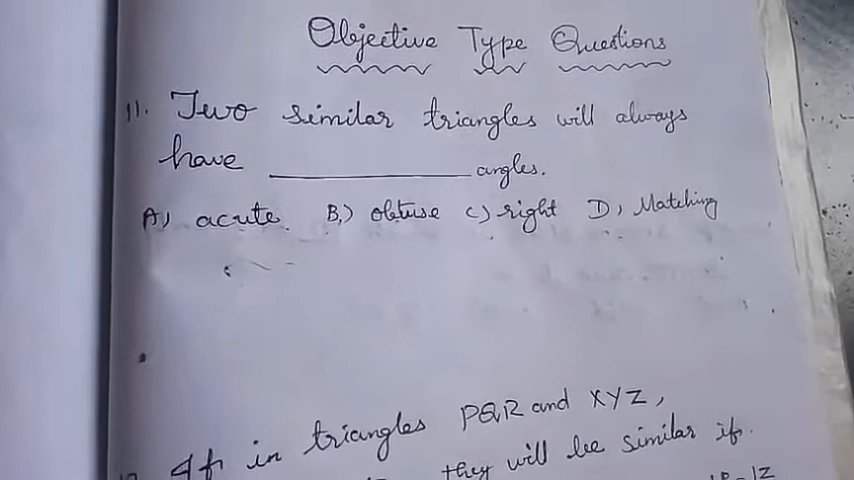 Objective Type Questions
11. Two similar triangles will always
have __________ angles.
A) acute. B.) obtuse C) right D) Matching
If in triangles PQR and XYZ,
they will be similar if.